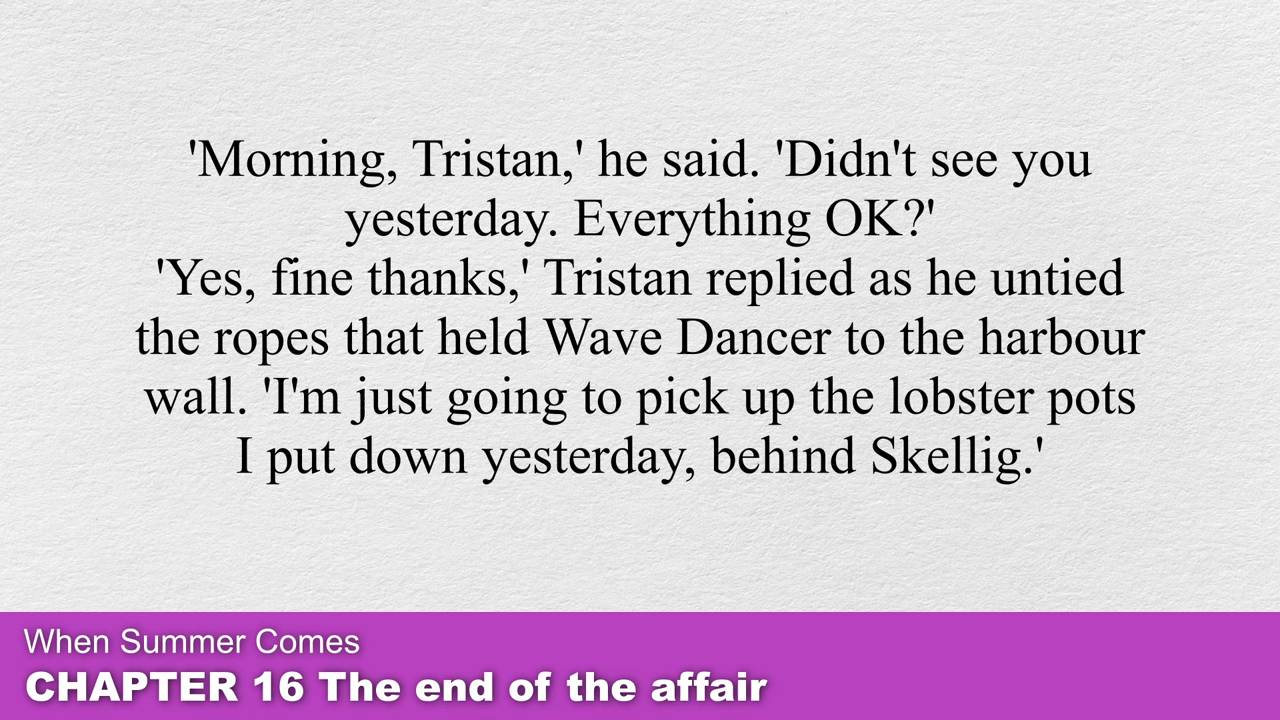 'Morning, Tristan,' he said. 'Didn't see you
yesterday. Everything OK?'
'Yes, fine thanks,' Tristan replied as he untied
the ropes that held Wave Dancer to the harbour
wall. 'I'm just going to pick up the lobster pots
I put down yesterday, behind Skellig.'
When Summer Comes
CHAPTER 16 The end of the affair